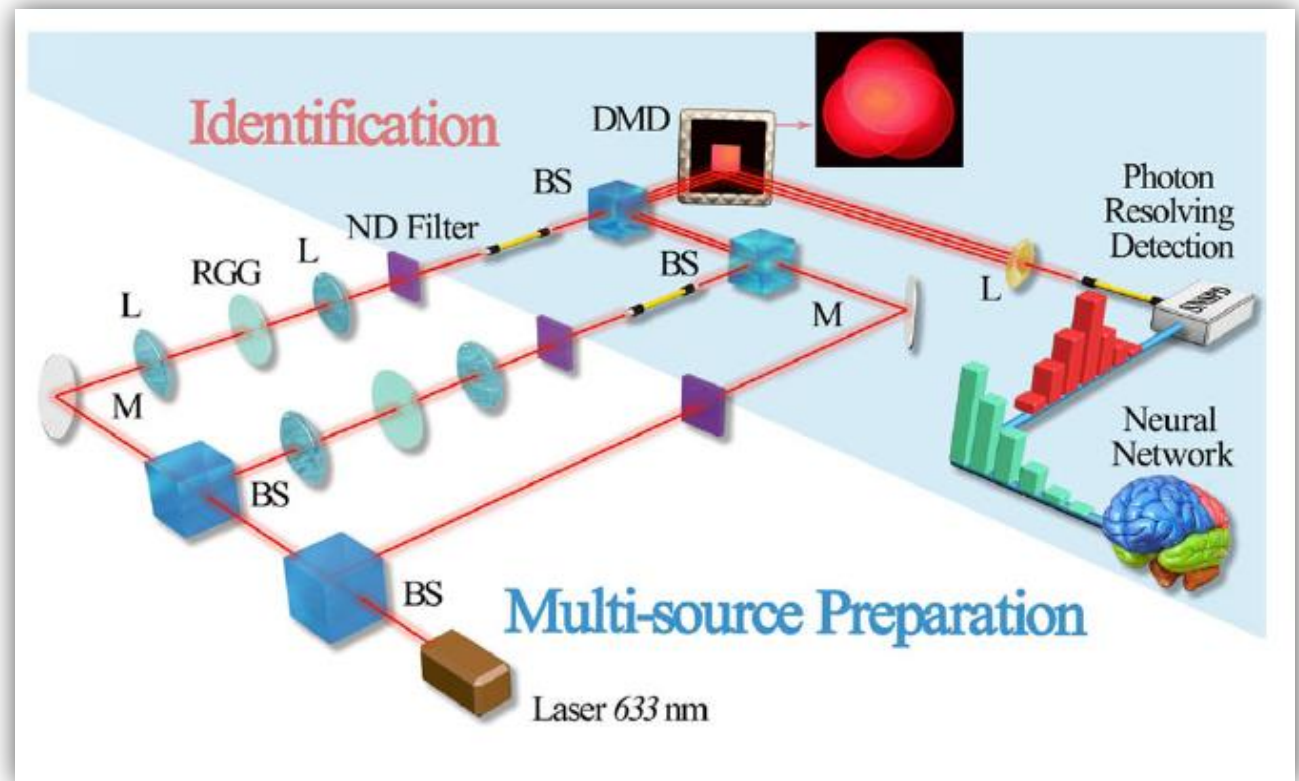 Identification
DMD
BS
Photon
Resolving
Detection
ND Filter
L
BS
RGG
L
L
M
M
BS
Neural
Network
BS
Multi-source Preparation
Laser 633 nm